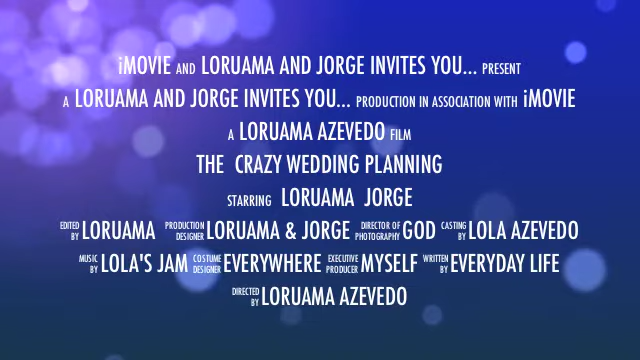 iMOVIE AND LORUAMA AND JORGE INVITES YOU... PRESENT
A LORUAMA AND JORGE INVITES YOU... PRODUCTION IN ASSOCIATION WITH iMOVIE
A LORUAMA AZEVEDO FILM
THE CRAZY WEDDING PLANNING
STARRING LORUAMA JORGE
EDITED BY LORUAMA PRODUCTION DESIGNER LORUAMA & JORGE DIRECTOR OF PHOTOGRAPHY GOD CASTING BY LOLA AZEVEDO
MUSIC BY LOLA'S JAM COSTUME DESIGNER EVERYWHERE EXECUTIVE PRODUCER MYSELF WRITTEN BY EVERYDAY LIFE
DIRECTED BY LORUAMA AZEVEDO